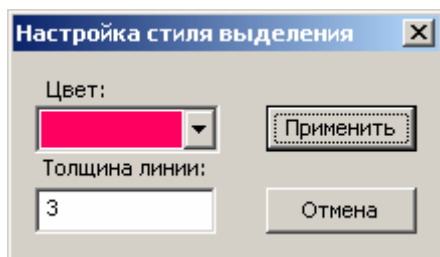 Настройка стиля выделения
Цвет:
Применить
Толщина линии:
3
Отмена